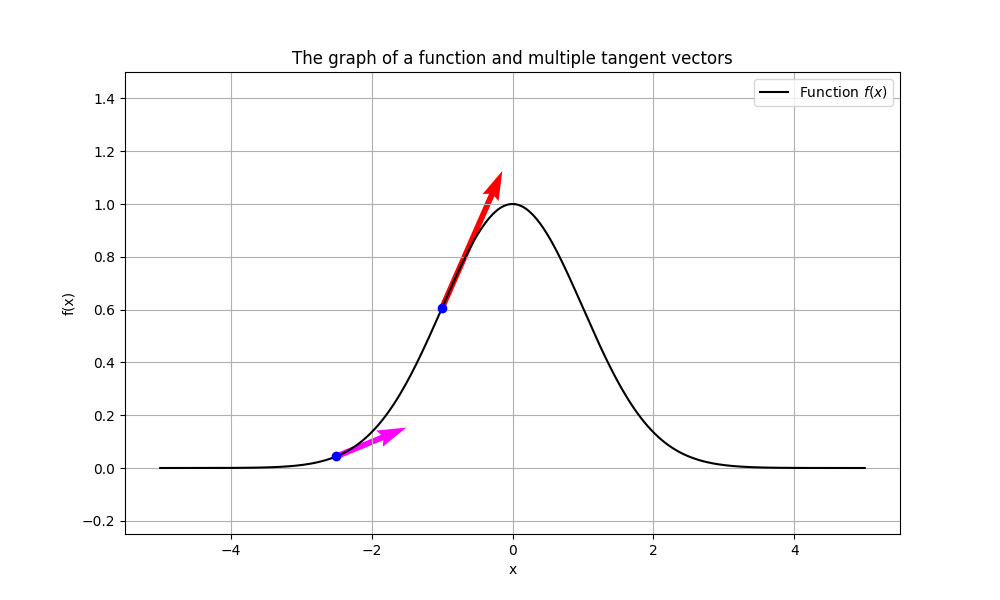 The graph of a function and multiple tangent vectors
Function f(x)
1.4
1.2
1.0
0.8
0.6
0.4
0.2
0.0
−0.2
f(x)
−4 −2 0 2 4
x